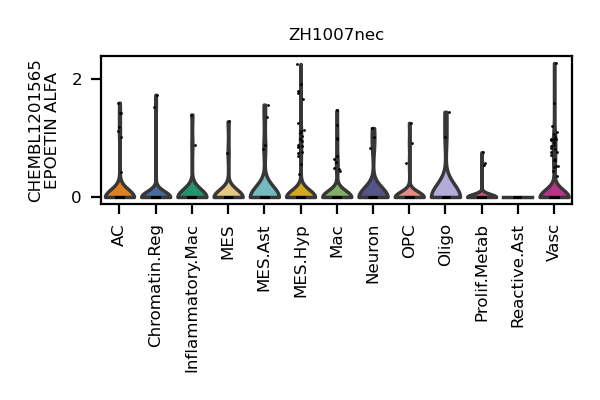 ZH1007nec
CHEMBL1201565
EPOETIN ALFA
2
0
AC
Chromatin.Reg
Inflammatory.Mac
MES
MES.Ast
MES.Hyp
Mac
Neuron
OPC
Oligo
Prolif.Metab
Reactive.Ast
Vasc